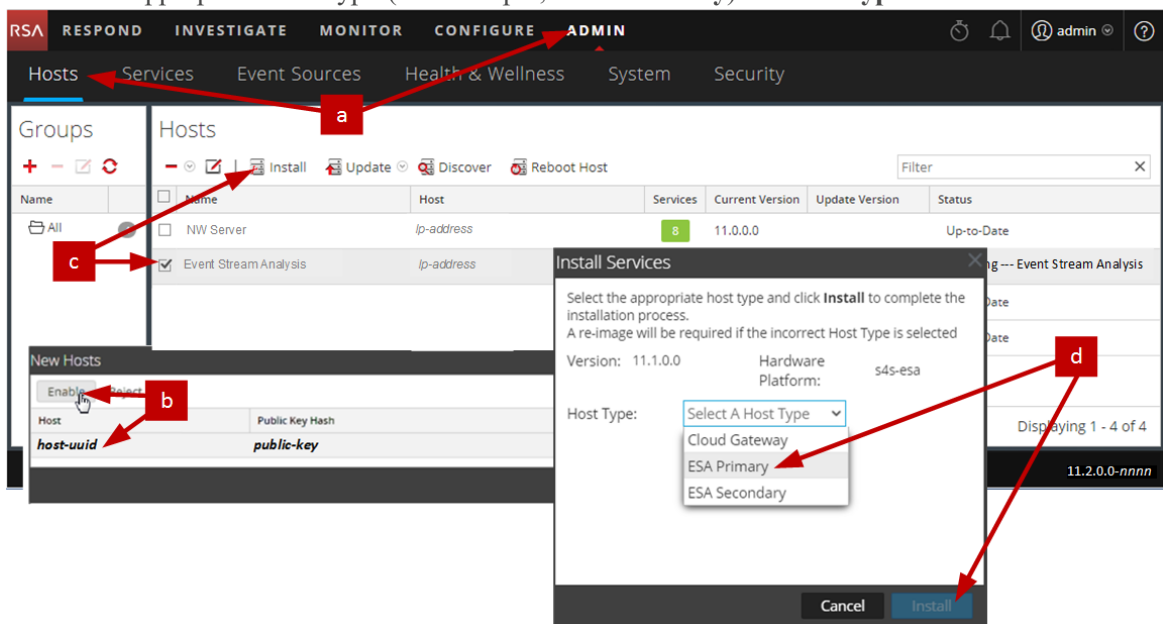 RSA RESPOND INVESTIGATE MONITOR CONFIGURE ADMIN admin ?
Hosts Services Event Sources Health & Wellness System Security
a
Groups
Hosts
Install Update Discover Reboot Host Filter X
Name
Name Host Services Current Version Update Version Status
All
NW Server Ip-address 8 11.0.0.0 Up-to-Date
c
Event Stream Analysis Ip-address ng --- Event Stream Analysis
Date
Date
Displaying 1 - 4 of 4
11.2.0.0-nnnn
New Hosts
Enable Reject
b
Host Public Key Hash
host-uuid public-key
Install Services
Select the appropriate host type and click Install to complete the
installation process.
A re-image will be required if the incorrect Host Type is selected
Version: 11.1.0.0 Hardware
Platform: s4s-esa
d
Host Type: Select A Host Type
Cloud Gateway
ESA Primary
ESA Secondary
Cancel Install